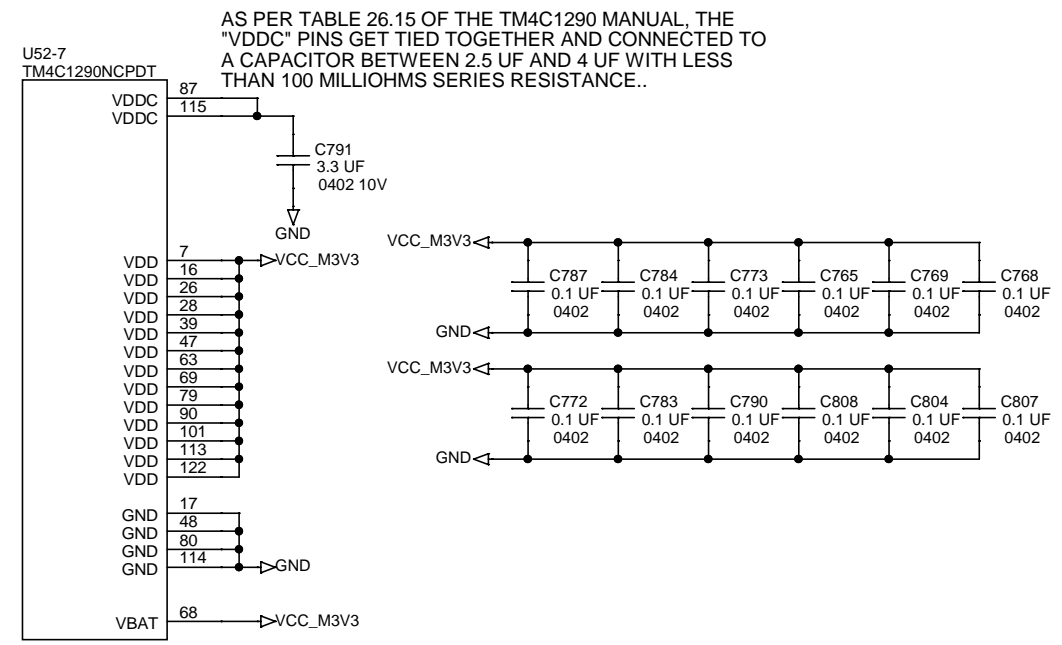 AS PER TABLE 26.15 OF THE TM4C1290 MANUAL, THE
"VDDC" PINS GET TIED TOGETHER AND CONNECTED TO
A CAPACITOR BETWEEN 2.5 UF AND 4 UF WITH LESS
THAN 100 MILLIOHMS SERIES RESISTANCE..
U52-7
TM4C1290NCPDT
VDDC 87
VDDC 115
C791
3.3 UF
0402 10V
GND
VDD 7 VCC_M3V3
VDD 16
VDD 26
VDD 28
VDD 39
VDD 47
VDD 63
VDD 69
VDD 79
VDD 90
VDD 101
VDD 113
VDD 122
GND 17
GND 48
GND 80
GND 114 GND
VBAT 68 VCC_M3V3
VCC_M3V3
C787 C784 C773 C765 C769 C768
0.1 UF 0.1 UF 0.1 UF 0.1 UF 0.1 UF 0.1 UF
0402 0402 0402 0402 0402 0402
GND
VCC_M3V3
C772 C783 C790 C808 C804 C807
0.1 UF 0.1 UF 0.1 UF 0.1 UF 0.1 UF 0.1 UF
0402 0402 0402 0402 0402 0402
GND